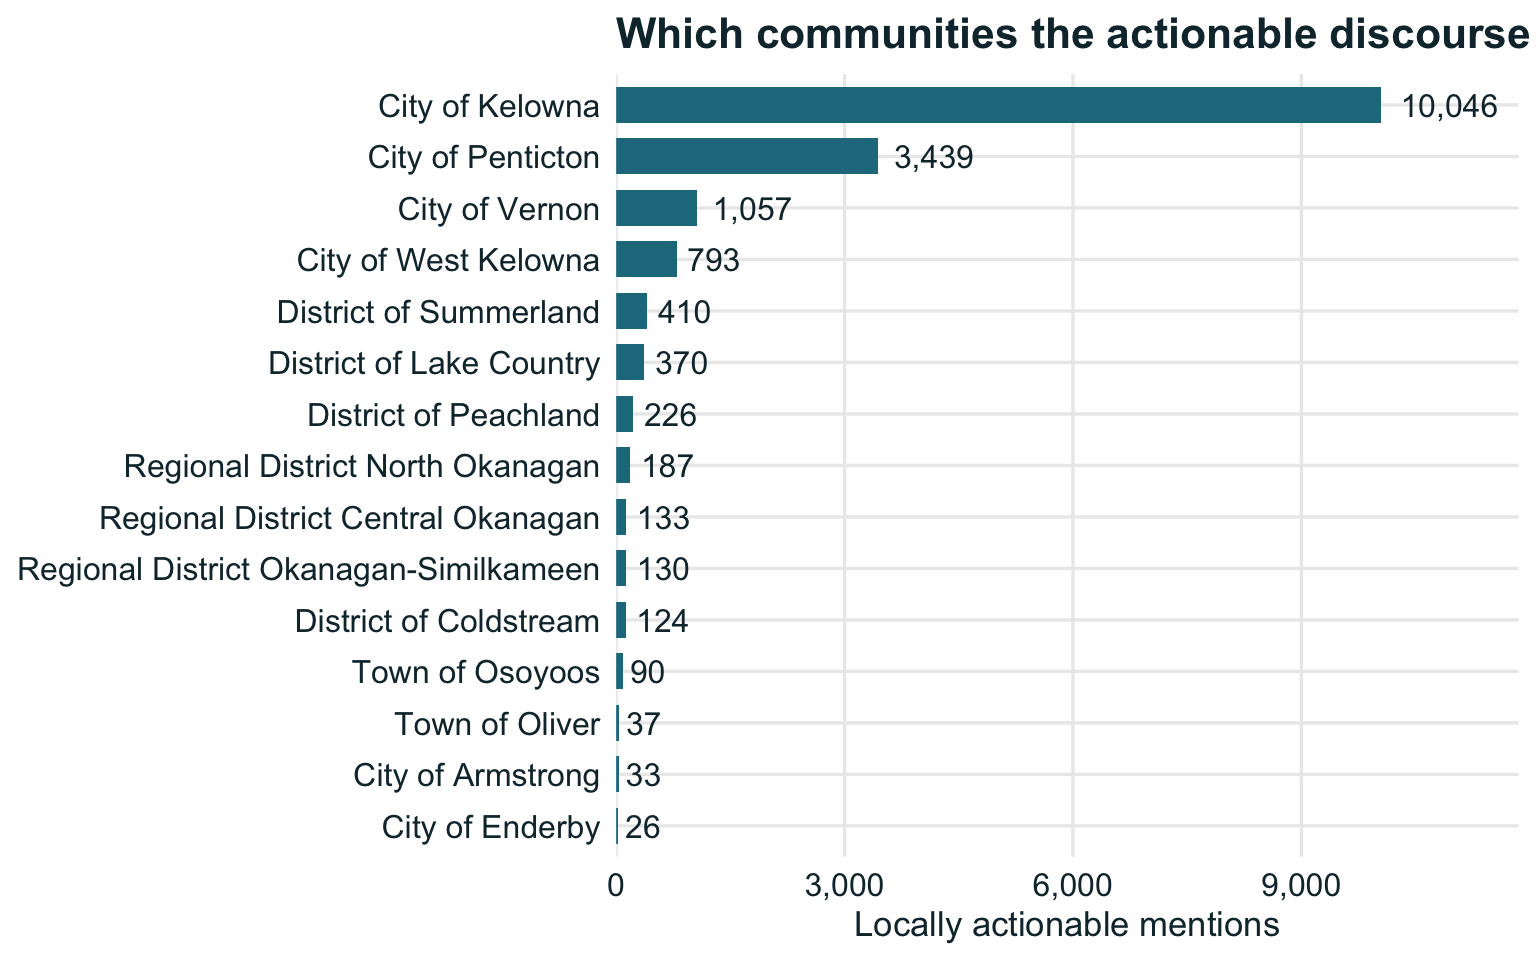 Which communities the actionable discourse
City of Kelowna 10,046
City of Penticton 3,439
City of Vernon 1,057
City of West Kelowna 793
District of Summerland 410
District of Lake Country 370
District of Peachland 226
Regional District North Okanagan 187
Regional District Central Okanagan 133
Regional District Okanagan-Similkameen 130
District of Coldstream 124
Town of Osoyoos 90
Town of Oliver 37
City of Armstrong 33
City of Enderby 26
0 3,000 6,000 9,000
Locally actionable mentions